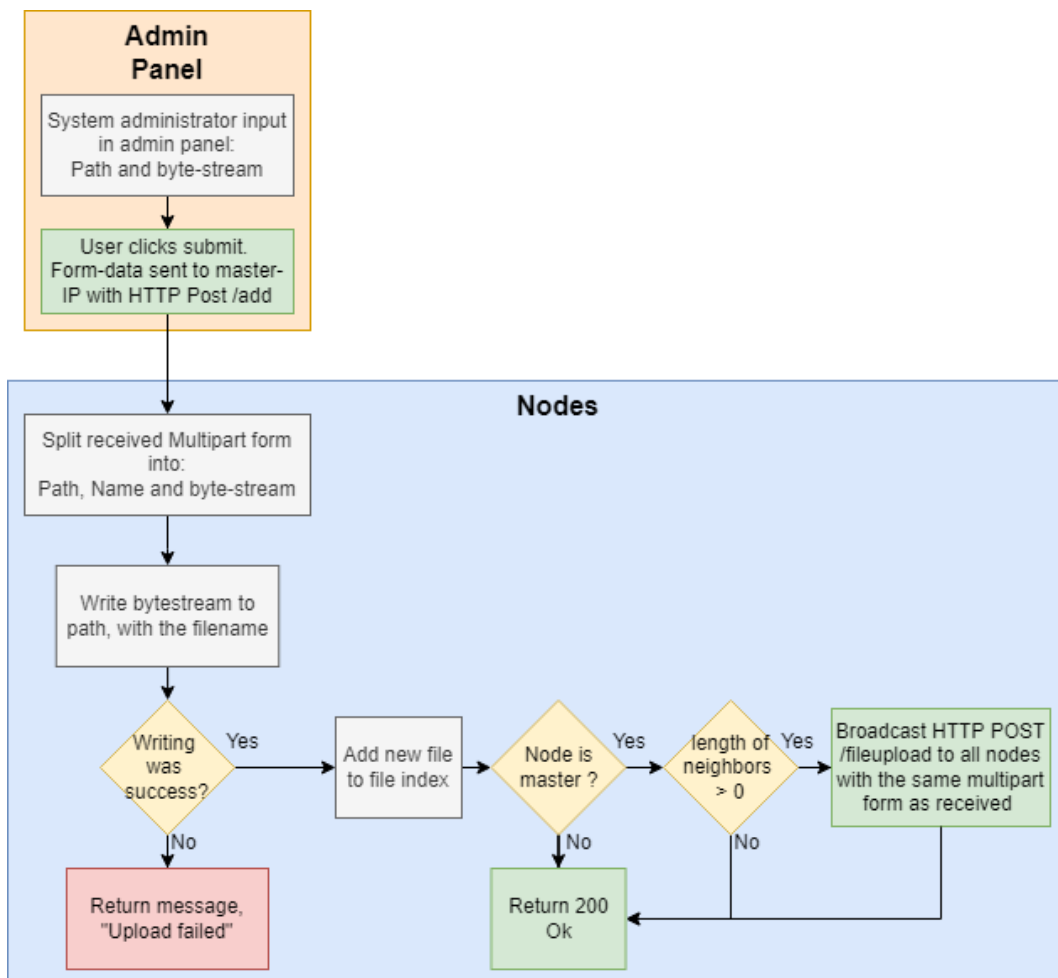 Admin
Panel
System administrator input
in admin panel:
Path and byte-stream
User clicks submit.
Form-data sent to master-
IP with HTTP Post /add
Nodes
Split received Multipart form
into:
Path, Name and byte-stream
Write bytestream to
path, with the filename
Writing
was
success?
Yes
No
Add new file
to file index
Node is
master ?
Yes
No
length of
neighbors
> 0
Yes
No
Broadcast HTTP POST
/fileupload to all nodes
with the same multipart
form as received
Return message,
"Upload failed"
Return 200
Ok